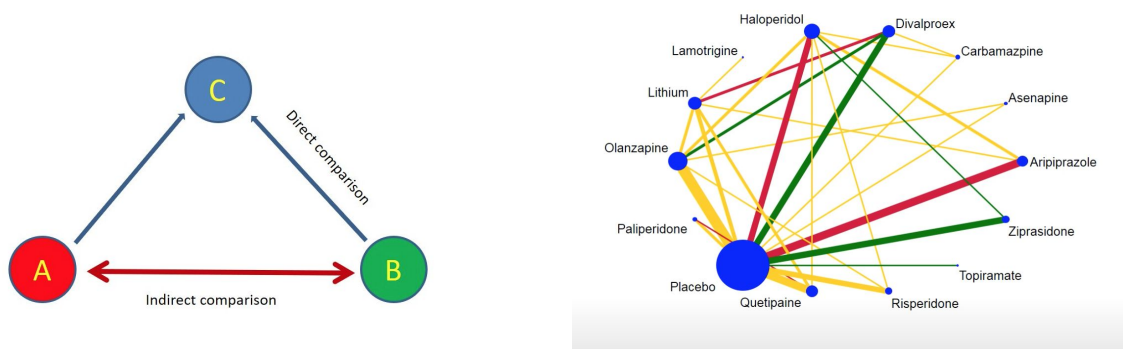 C
Direct comparison
A
B
Indirect comparison
Haloperidol
Divalproex
Lamotrigine
Carbamazpine
Lithium
Asenapine
Olanzapine
Aripiprazole
Paliperidone
Ziprasidone
Placebo
Topiramate
Quetipaine
Risperidone